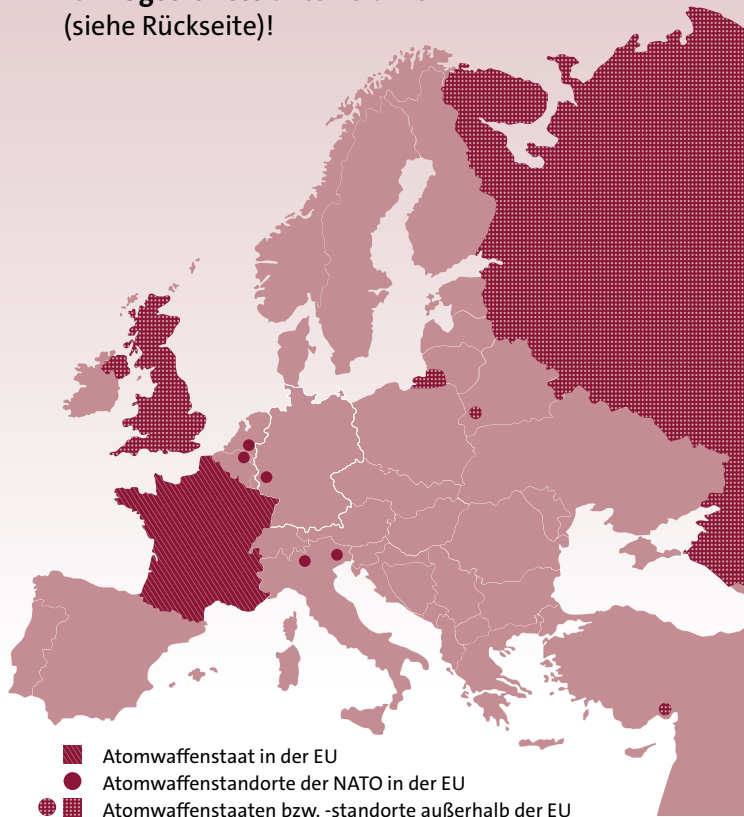 (siehe Rückseite)!
Atomwaffenstaat in der EU
Atomwaffenstandorte der NATO in der EU
Atomwaffenstaaten bzw. -standorte außerhalb der EU